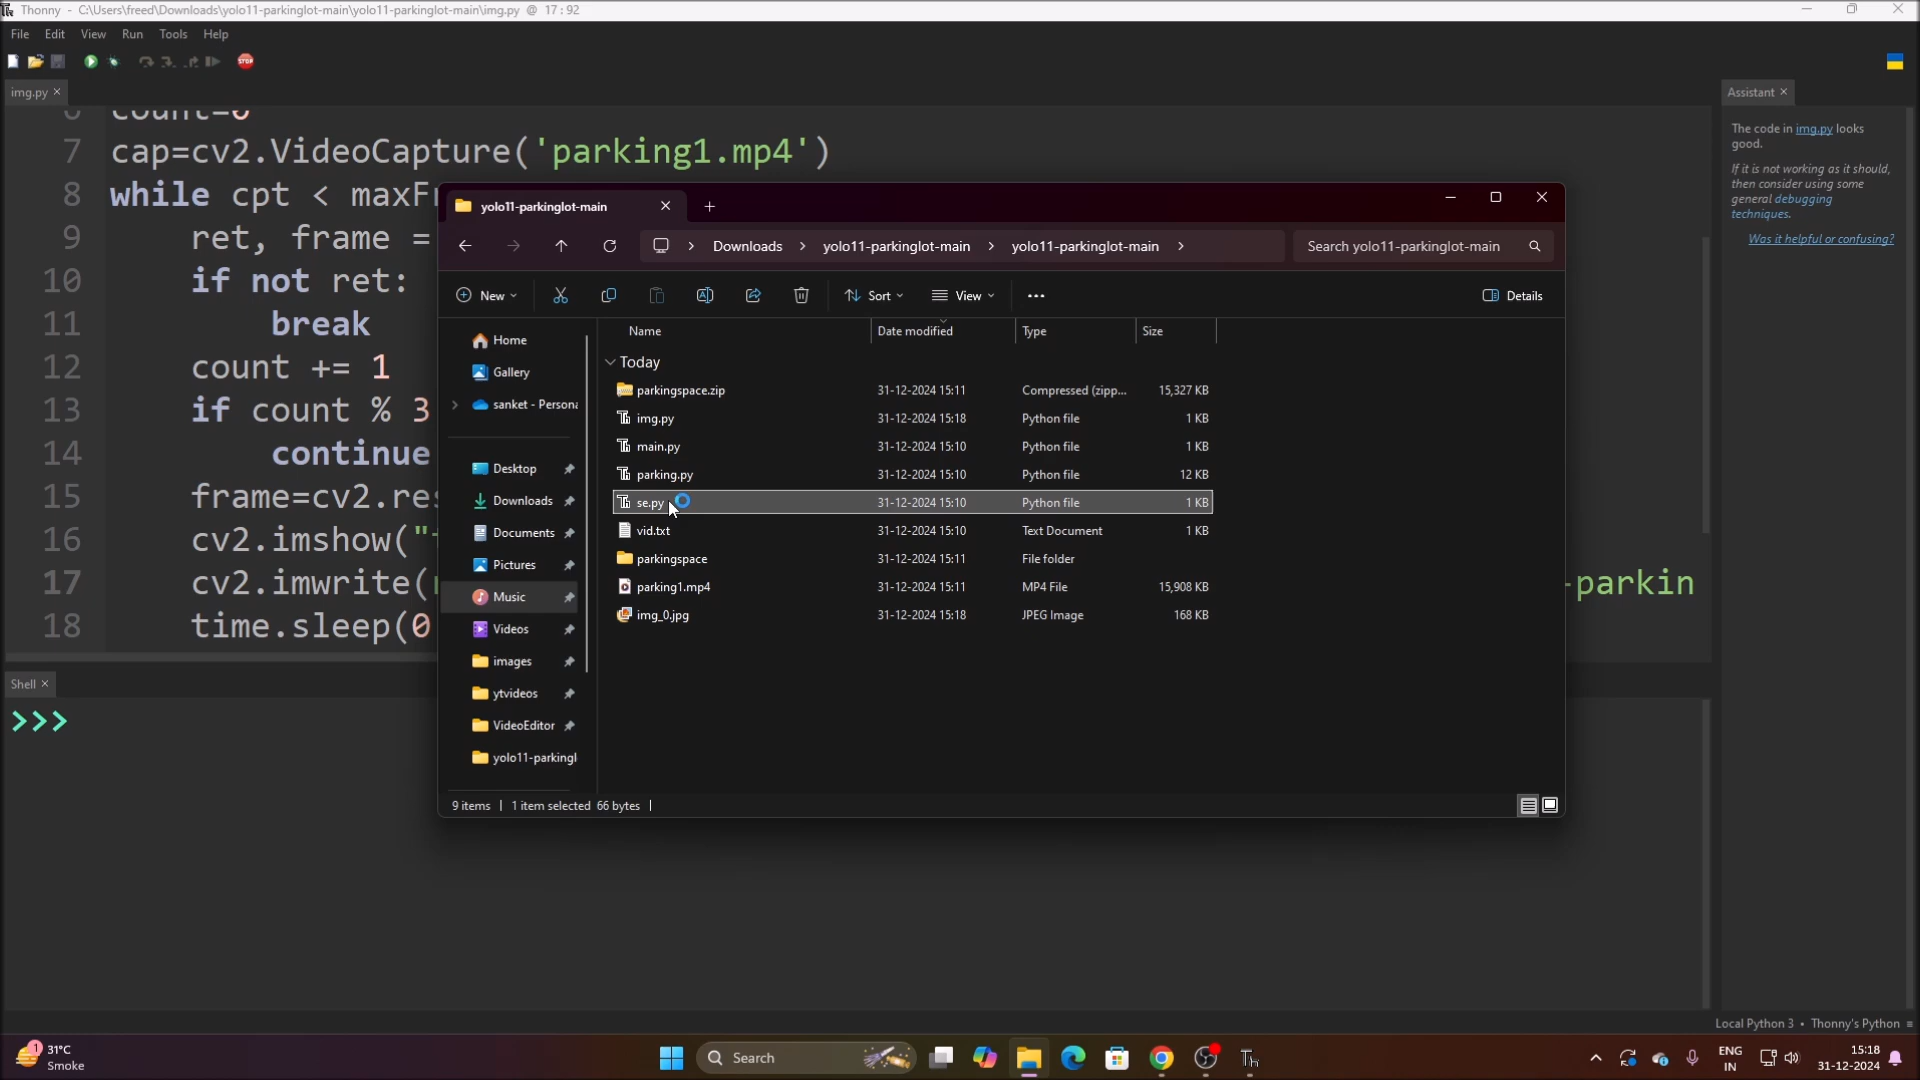 Thonny - C:\Users\freed\Downloads\yolo11-parkinglot-main\yolo11-parkinglot-main\img.py @ 17:92
File Edit View Run Tools Help
img.py
Assistant
6 count=0
7 cap=cv2.VideoCapture('parking1.mp4')
8 while cpt < maxF
9 ret, frame =
10 if not ret:
11 break
12 count += 1
13 if count % 3
14 continue
15 frame=cv2.res
16 cv2.imshow("
17 cv2.imwrite( -parkin
18 time.sleep(0
The code in img.py looks
good.
If it is not working as it should,
then consider using some
general debugging
techniques.
Was it helpful or confusing?
yolo11-parkinglot-main
Downloads > yolo11-parkinglot-main > yolo11-parkinglot-main >
Search yolo11-parkinglot-main
New Sort View Details
Home
Gallery
sanket - Persona
Desktop
Downloads
Documents
Pictures
Music
Videos
images
ytvideos
VideoEditor
yolo11-parkingl
Name Date modified Type Size
Today
parkingspace.zip 31-12-2024 15:11 Compressed (zipp... 15,327 KB
img.py 31-12-2024 15:18 Python file 1 KB
main.py 31-12-2024 15:10 Python file 1 KB
parking.py 31-12-2024 15:10 Python file 12 KB
se.py 31-12-2024 15:10 Python file 1 KB
vid.txt 31-12-2024 15:10 Text Document 1 KB
parkingspace 31-12-2024 15:11 File folder
parking1.mp4 31-12-2024 15:11 MP4 File 15,908 KB
img_0.jpg 31-12-2024 15:18 JPEG Image 168 KB
9 items | 1 item selected 66 bytes |
Shell
>>>
Local Python 3 • Thonny's Python
1
31°C
Smoke
Search
ENG
IN
15:18
31-12-2024